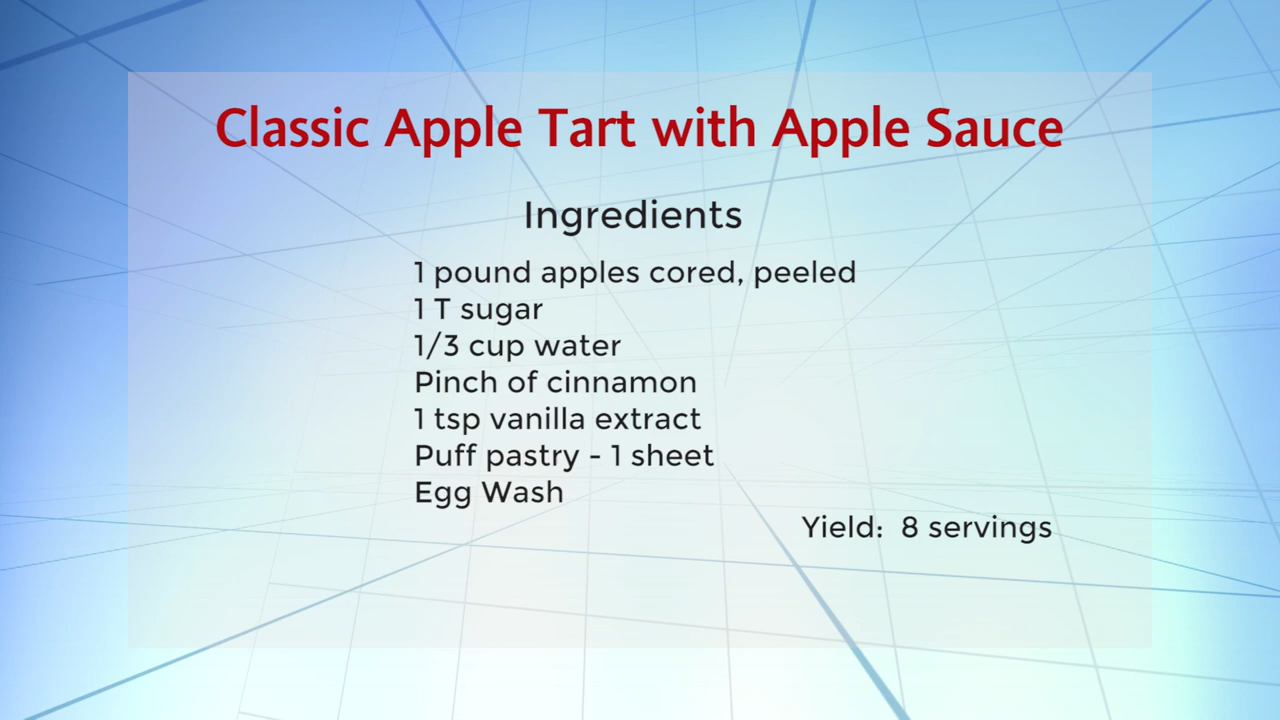 Classic Apple Tart with Apple Sauce
Ingredients
1 pound apples cored, peeled
1 T sugar
1/3 cup water
Pinch of cinnamon
1 tsp vanilla extract
Puff pastry - 1 sheet
Egg Wash
Yield:  8 servings